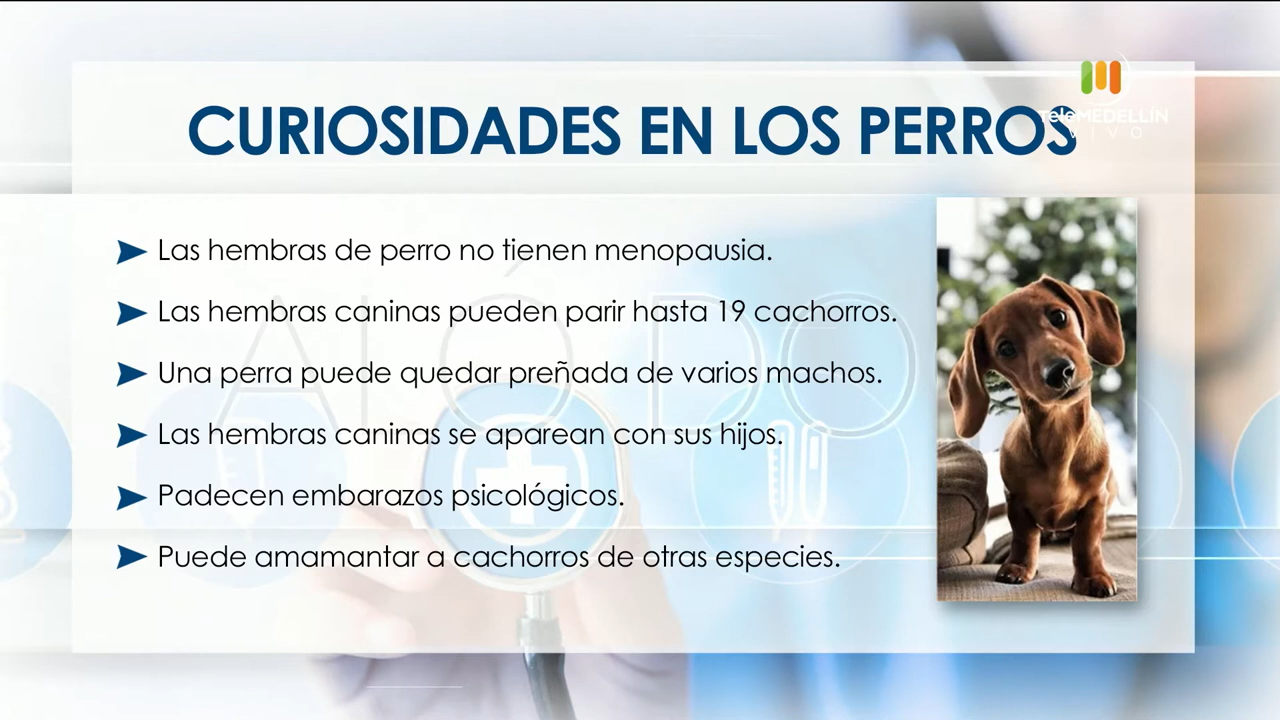 CURIOSIDADES EN LOS PERROS
teleMEDELLÍN
VIVO
Las hembras de perro no tienen menopausia.
Las hembras caninas pueden parir hasta 19 cachorros.
Una perra puede quedar preñada de varios machos.
Las hembras caninas se aparean con sus hijos.
Padecen embarazos psicológicos.
Puede amamantar a cachorros de otras especies.